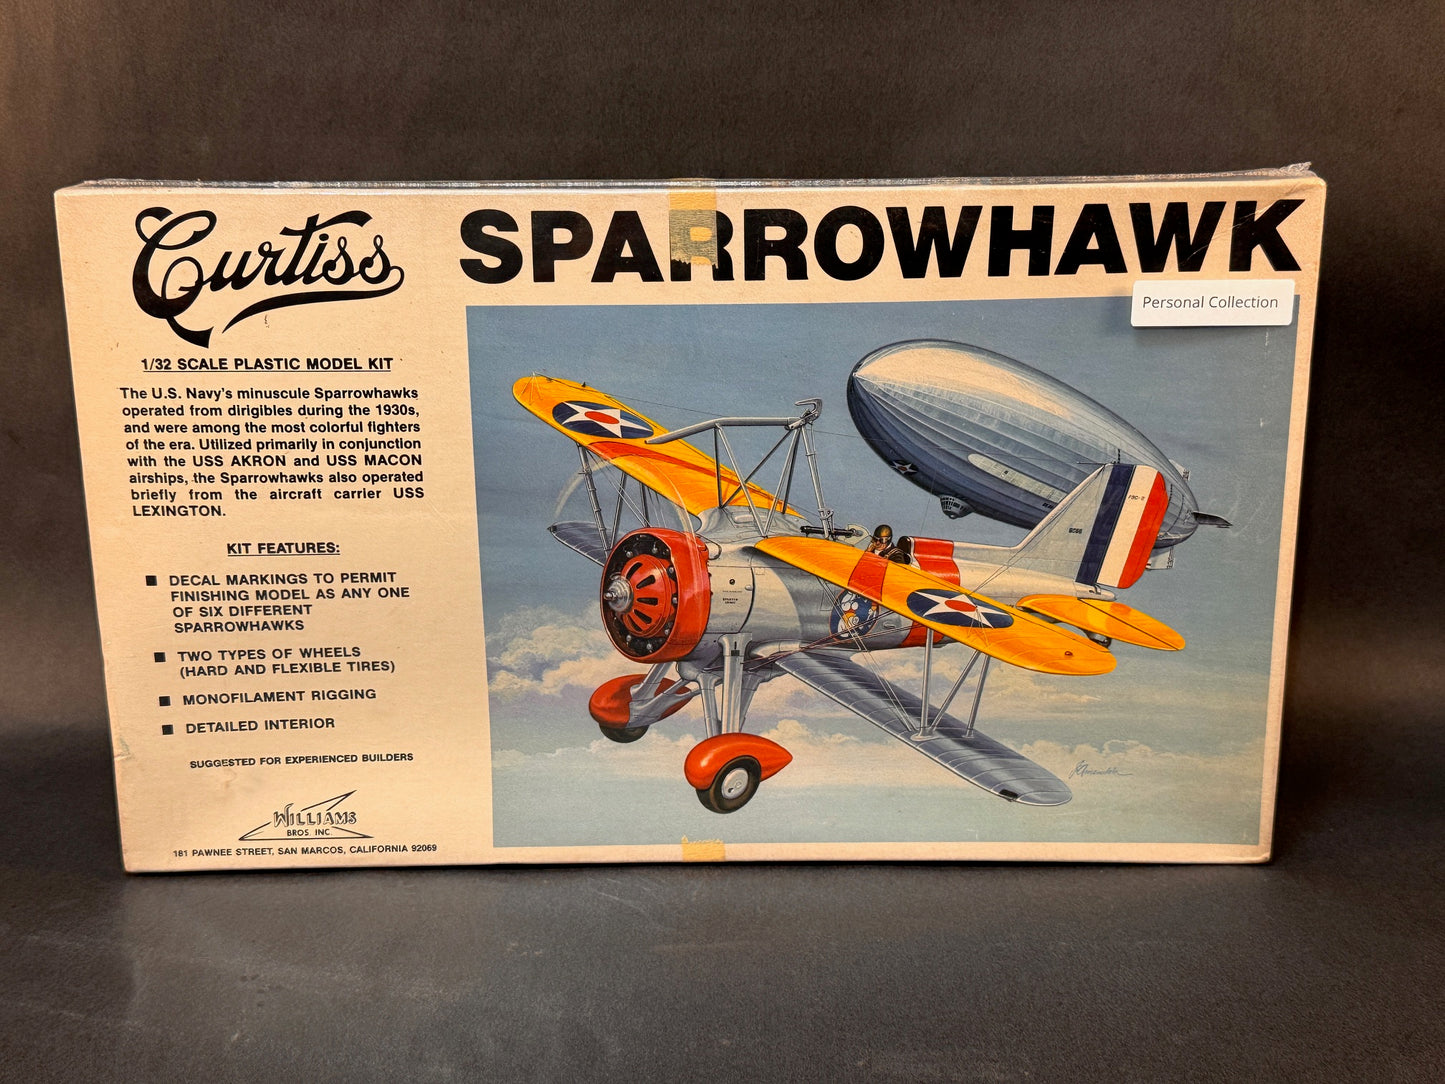 Curtiss
SPARROWHAWK
Personal Collection
1/32 SCALE PLASTIC MODEL KIT
The U.S. Navy's minuscule Sparrowhawks
operated from dirigibles during the 1930s,
and were among the most colorful fighters
of the era. Utilized primarily in conjunction
with the USS AKRON and USS MACON
airships, the Sparrowhawks also operated
briefly from the aircraft carrier USS
LEXINGTON.
KIT FEATURES:
■ DECAL MARKINGS TO PERMIT
FINISHING MODEL AS ANY ONE
OF SIX DIFFERENT
SPARROWHAWKS
■ TWO TYPES OF WHEELS
(HARD AND FLEXIBLE TIRES)
■ MONOFILAMENT RIGGING
■ DETAILED INTERIOR
SUGGESTED FOR EXPERIENCED BUILDERS
WILLIAMS
BROS. INC.
181 PAWNEE STREET, SAN MARCOS, CALIFORNIA 92069
F9C-2